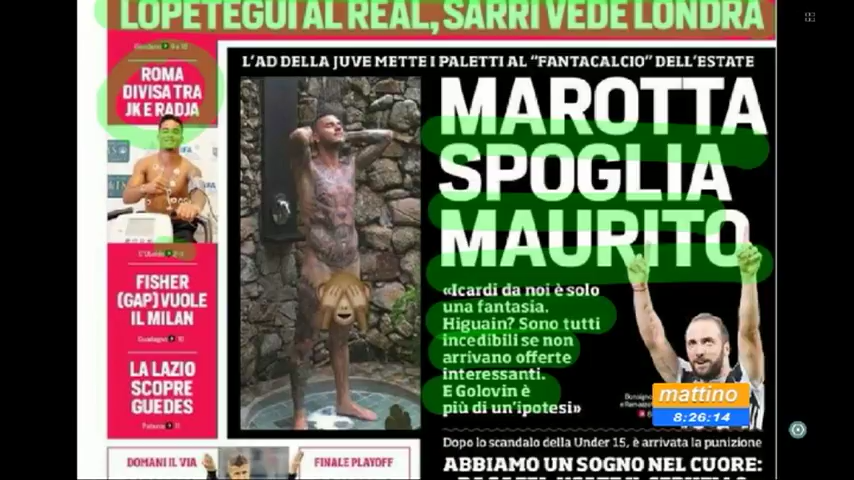 LOPETEGUI AL REAL, SARRI VEDE LONDRA
L'AD DELLA JUVE METTE I PALETTI AL "FANTACALCIO" DELL'ESTATE
ROMA
DIVISA TRA
JK E RADJA
MAROTTA
SPOGLIA
MAURITO
FISHER
(GAP) VUOLE
IL MILAN
LA LAZIO
SCOPRE
GUEDES
«Icardi da noi è solo
una fantasia.
Higuain? Sono tutti
incedibili se non
arrivano offerte
interessanti.
E Golovin è
più di un'ipotesi»
mattino
8:26:14
Dopo lo scandalo della Under 15, è arrivata la punizione
DOMANI IL VIA
FINALE PLAYOFF
ABBIAMO UN SOGNO NEL CUORE: